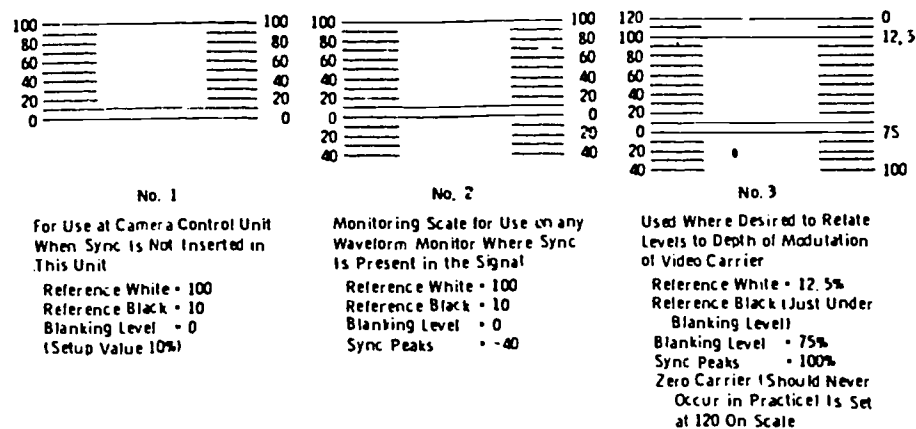 100 100
80 80
60 60
40 40
20 20
0 0
No. 1
For Use at Camera Control Unit
When Sync Is Not Inserted in
This Unit
Reference White = 100
Reference Black = 10
Blanking Level = 0
(Setup Value 10%)
100 100
80 80
60 60
40 40
20 20
0 0
20 20
40 40
No. 2
Monitoring Scale for Use on any
Waveform Monitor Where Sync
Is Present in the Signal
Reference White = 100
Reference Black = 10
Blanking Level = 0
Sync Peaks = -40
120 0
100 12.5
80
60
40
20
0 75
20
40 100
No. 3
Used Where Desired to Relate
Levels to Depth of Modulation
of Video Carrier
Reference White = 12.5%
Reference Black (Just Under
Blanking Level)
Blanking Level = 75%
Sync Peaks = 100%
Zero Carrier (Should Never
Occur in Practice) Is Set
at 120 On Scale